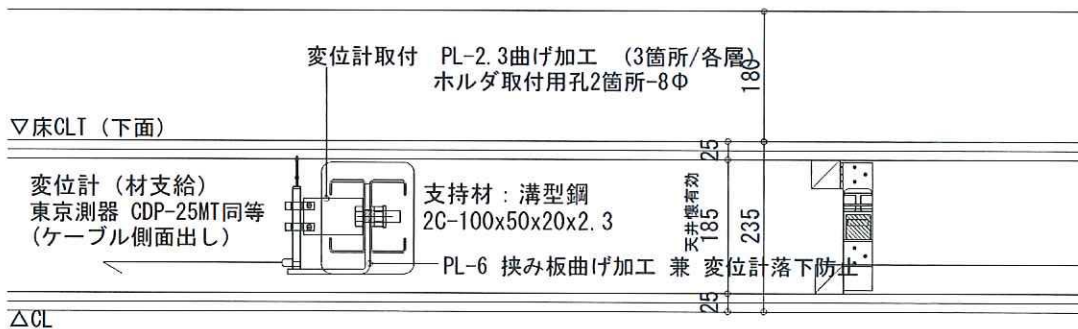 変位計取付 PL-2.3曲げ加工 (3箇所/各層)
ホルダ取付用孔2箇所-8Φ
180
▽床CLT (下面)
25
変位計 (材支給)
東京測器 CDP-25MT同等
(ケーブル側面出し)
支持材：溝型鋼
2C-100x50x20x2.3
天井懐有効
185
235
PL-6 挟み板曲げ加工 兼 変位計落下防止
25
△CL